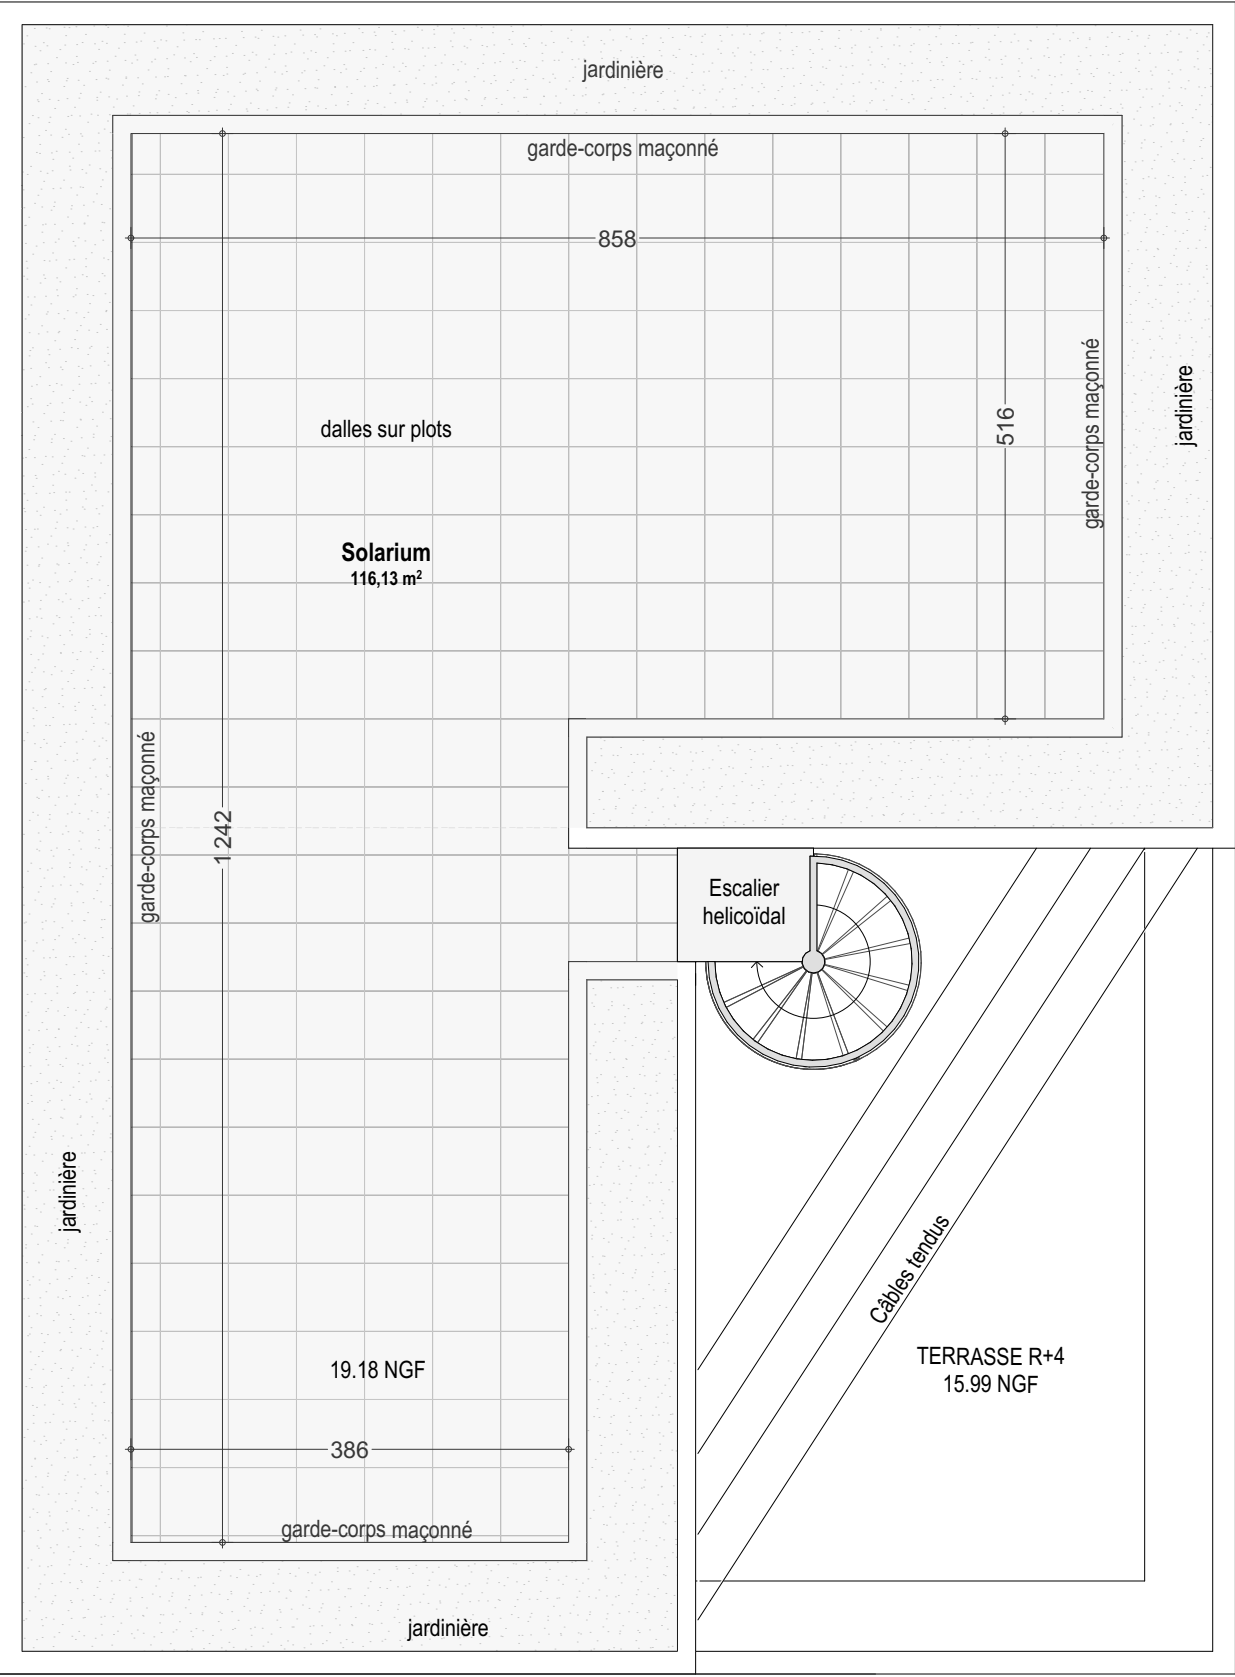 jardinière
garde-corps maçonné
858
garde-corps maçonné
jardinière
516
dalles sur plots
Solarium
116,13 m²
garde-corps maçonné
1242
Escalier
helicoïdal
jardinière
Câbles tendus
TERRASSE R+4
15.99 NGF
19.18 NGF
386
garde-corps maçonné
jardinière